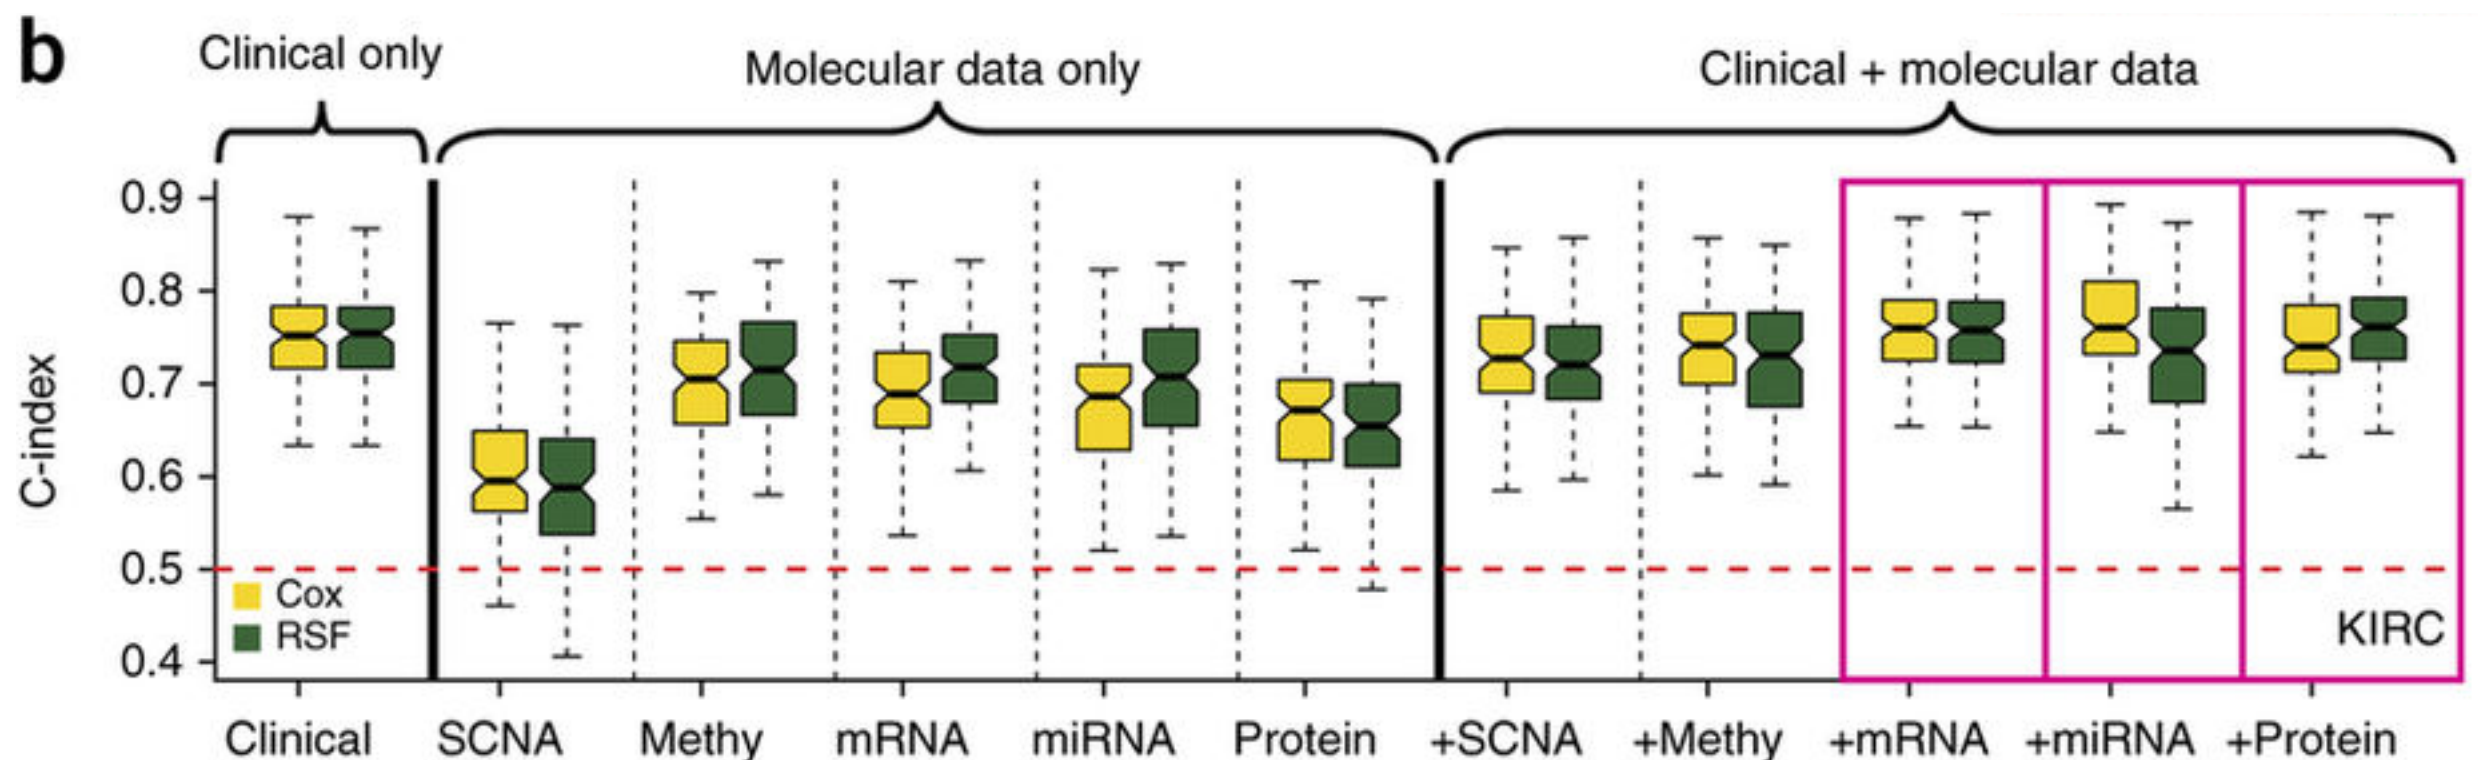 b
Clinical only
Molecular data only
Clinical + molecular data
C-index
0.9
0.8
0.7
0.6
0.5
0.4
Cox
RSF
KIRC
Clinical SCNA Methy mRNA miRNA Protein +SCNA +Methy +mRNA +miRNA +Protein